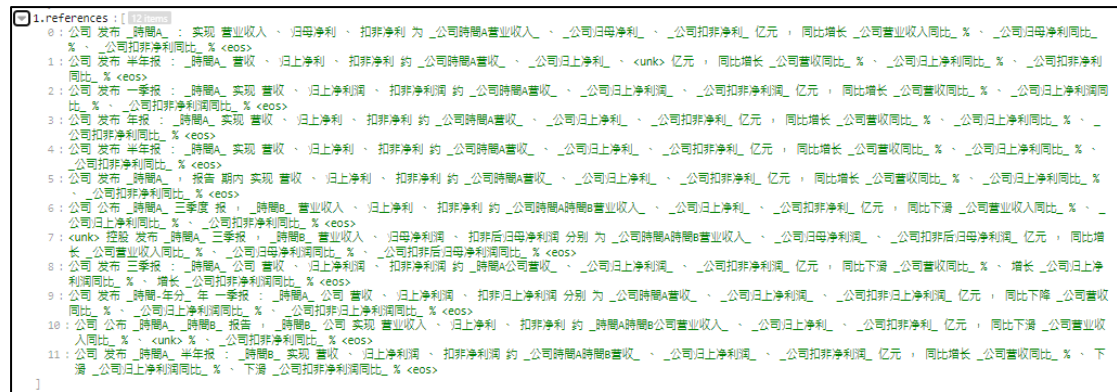 1.references : [ 12 items
0 : 公司 发布 _時間A_ : 实现 营业收入 、 归母净利 、 扣非净利 为 _公司時間A营业收入_ 、 _公司归母净利_ 、 _公司扣非净利_ 亿元 , 同比增长 _公司营业收入同比_ % 、 _公司归母净利同比_
% 、 _公司扣非净利同比_ % <eos>
1 : 公司 发布 半年报 : _時間A_ 营收 、 归上净利 、 扣非净利 约 _公司時間A营收_ 、 _公司归上净利_ 、 <unk> 亿元 , 同比增长 _公司营收同比_ % 、 _公司归上净利同比_ % 、 _公司扣非净利
同比_ % <eos>
2 : 公司 发布 一季报 : _時間A_ 实现 营收 、 归上净利润 、 扣非净利润 约 _公司時間A营收_ 、 _公司归上净利润_ 、 _公司扣非净利润_ 亿元 , 同比增长 _公司营收同比_ % 、 _公司归上净利润同
比_ % 、 _公司扣非净利润同比_ % <eos>
3 : 公司 发布 年报 : _時間A_ 实现 营收 、 归上净利 、 扣非净利 约 _公司時間A营收_ 、 _公司归上净利_ 、 _公司扣非净利_ 亿元 , 同比增长 _公司营收同比_ % 、 _公司归上净利同比_ % 、 _
公司扣非净利同比_ % <eos>
4 : 公司 发布 半年报 : _時間A_ 实现 营收 、 归上净利 、 扣非净利 约 _公司時間A营收_ 、 _公司归上净利_ 、 _公司扣非净利_ 亿元 , 同比增长 _公司营收同比_ % 、 _公司归上净利同比_ % 、
_公司扣非净利同比_ % <eos>
5 : 公司 发布 _時間A_ , 报告 期内 实现 营收 、 归上净利 、 扣非净利 约 _公司時間A营收_ 、 _公司归上净利_ 、 _公司扣非净利_ 亿元 , 同比增长 _公司营收同比_ % 、 _公司归上净利同比_ %
、 _公司扣非净利同比_ % <eos>
6 : 公司 公布 _時間A_ 三季度 报 , _時間B_ 营业收入 、 归上净利 、 扣非净利 约 _公司時間A時間B营业收入_ 、 _公司归上净利_ 、 _公司扣非净利_ 亿元 , 同比下滑 _公司营业收入同比_ % 、 _
公司归上净利同比_ % 、 _公司扣非净利同比_ % <eos>
7 : <unk> 控股 发布 _時間A_ 三季报 , _時間B_ 营业收入 、 归母净利润 、 扣非后归母净利润 分别 为 _公司時間A時間B营业收入_ 、 _公司归母净利润_ 、 _公司扣非后归母净利润_ 亿元 , 同比增
长 _公司营业收入同比_ % 、 _公司归母净利润同比_ % 、 _公司扣非后归母净利润同比_ % <eos>
8 : 公司 发布 三季报 : _時間A_ 公司 营收 、 归上净利润 、 扣非净利润 约 _時間A公司营收_ 、 _公司归上净利润_ 、 _公司扣非净利润_ 亿元 , 同比下滑 _公司营收同比_ % 、 增长 _公司归上净
利润同比_ % 、 增长 _公司扣非净利润同比_ % <eos>
9 : 公司 发布 _時間-年分_ 年 一季报 : _時間A_ 公司 营收 、 归上净利润 、 扣非归上净利润 分别 为 _公司時間A营收_ 、 _公司归上净利润_ 、 _公司扣非归上净利润_ 亿元 , 同比下降 _公司营收
同比_ % 、 _公司归上净利润同比_ % 、 _公司扣非归上净利润同比_ % <eos>
10 : 公司 公布 _時間A_ _時間B_ 报告 , _時間B_ 公司 实现 营业收入 、 归上净利 、 扣非净利 约 _時間A時間B公司营业收入_ 、 _公司归上净利_ 、 _公司扣非净利_ 亿元 , 同比下滑 _公司营业收
入同比_ % 、 <unk> % 、 _公司扣非净利同比_ % <eos>
11 : 公司 发布 _時間A_ 半年报 : _時間B_ 实现 营收 、 归上净利润 、 扣非净利润 约 _公司時間A時間B营收_ 、 _公司归上净利润_ 、 _公司扣非净利润_ 亿元 , 同比增长 _公司营收同比_ % 、 下
滑 _公司归上净利润同比_ % 、 下滑 _公司扣非净利润同比_ % <eos>
]